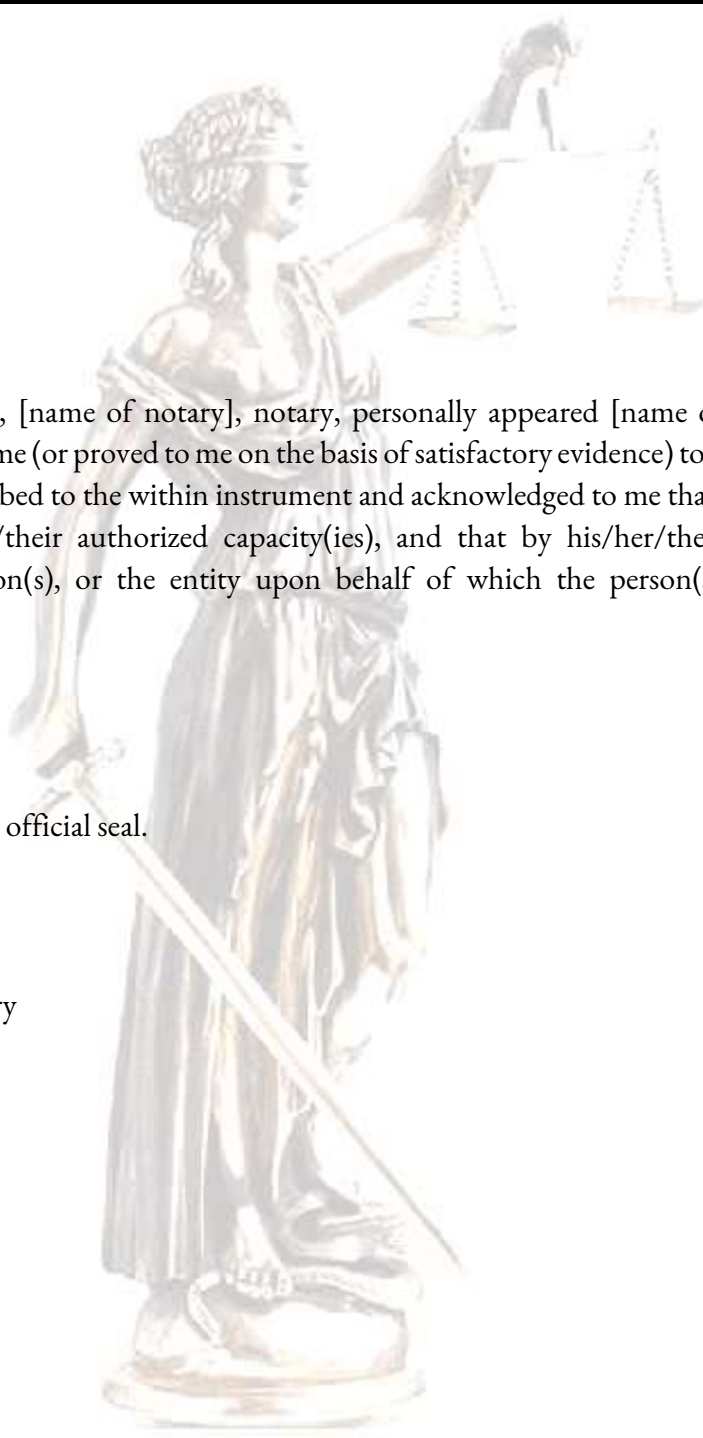 , [name of notary], notary, personally appeared [name
me (or proved to me on the basis of satisfactory evidence) to
bed to the within instrument and acknowledged to me tha
/their authorized capacity(ies), and that by his/her/the
on(s), or the entity upon behalf of which the person(
official seal.
ry